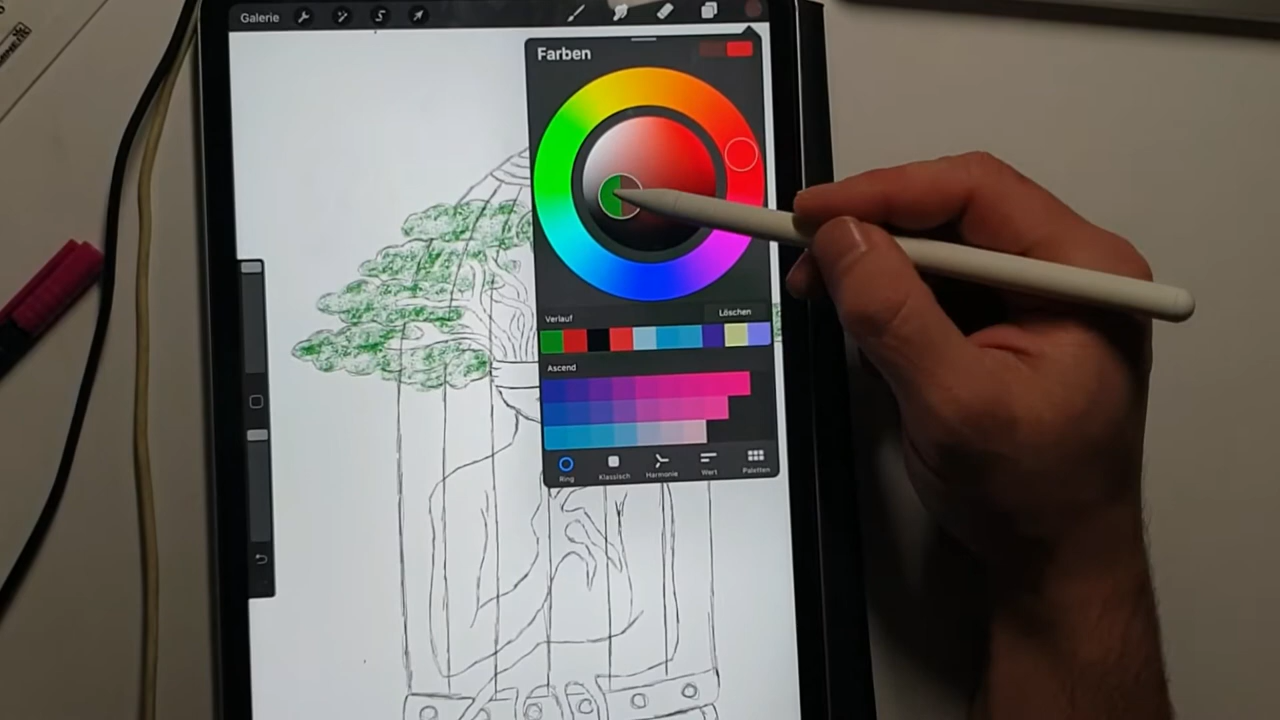 Galerie
Farben
Verlauf
Löschen
Ascend
Ring
Klassisch
Harmonie
Wert
Paletten